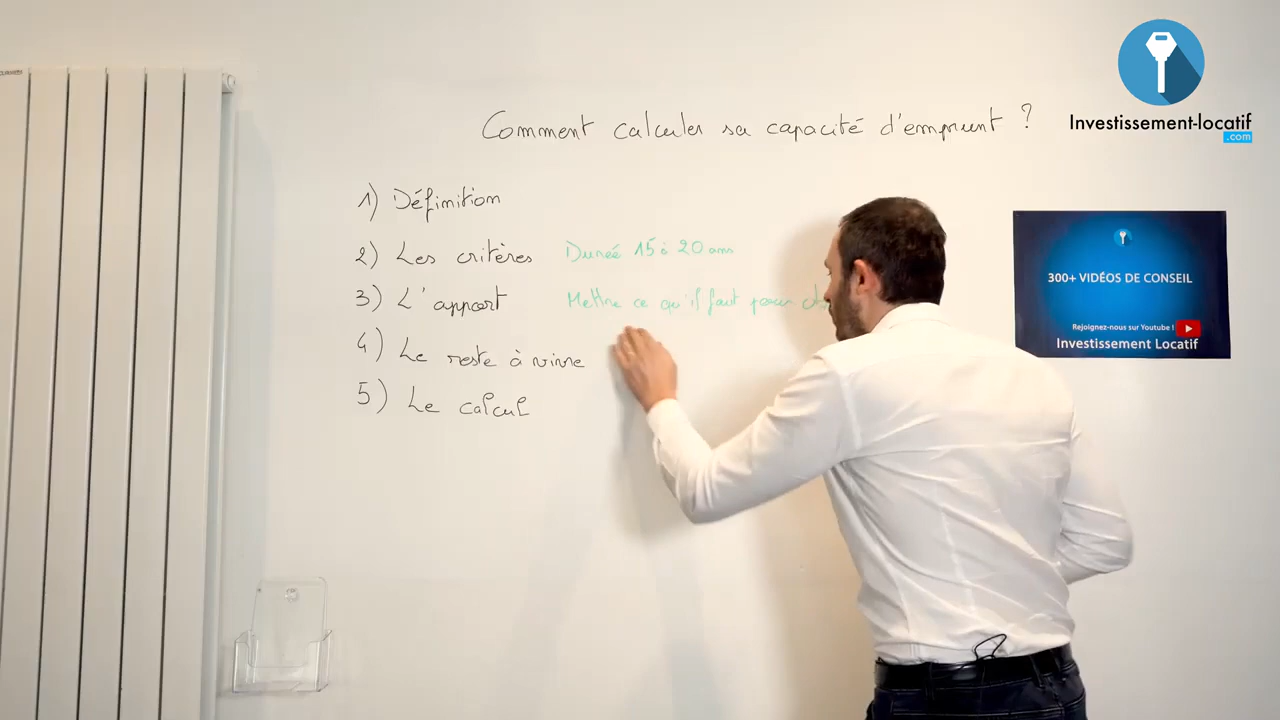 Comment calculer sa capacité d'emprunt ?
1) Définition
2) Les critères Dureé 15 à 20 ans
3) L'apport Mettre ce qu'il faut pour
4) Le reste à vivre
5) Le calcul
Investissement-locatif
.com
300+ VIDÉOS DE CONSEIL
Rejoignez-nous sur Youtube !
Investissement Locatif